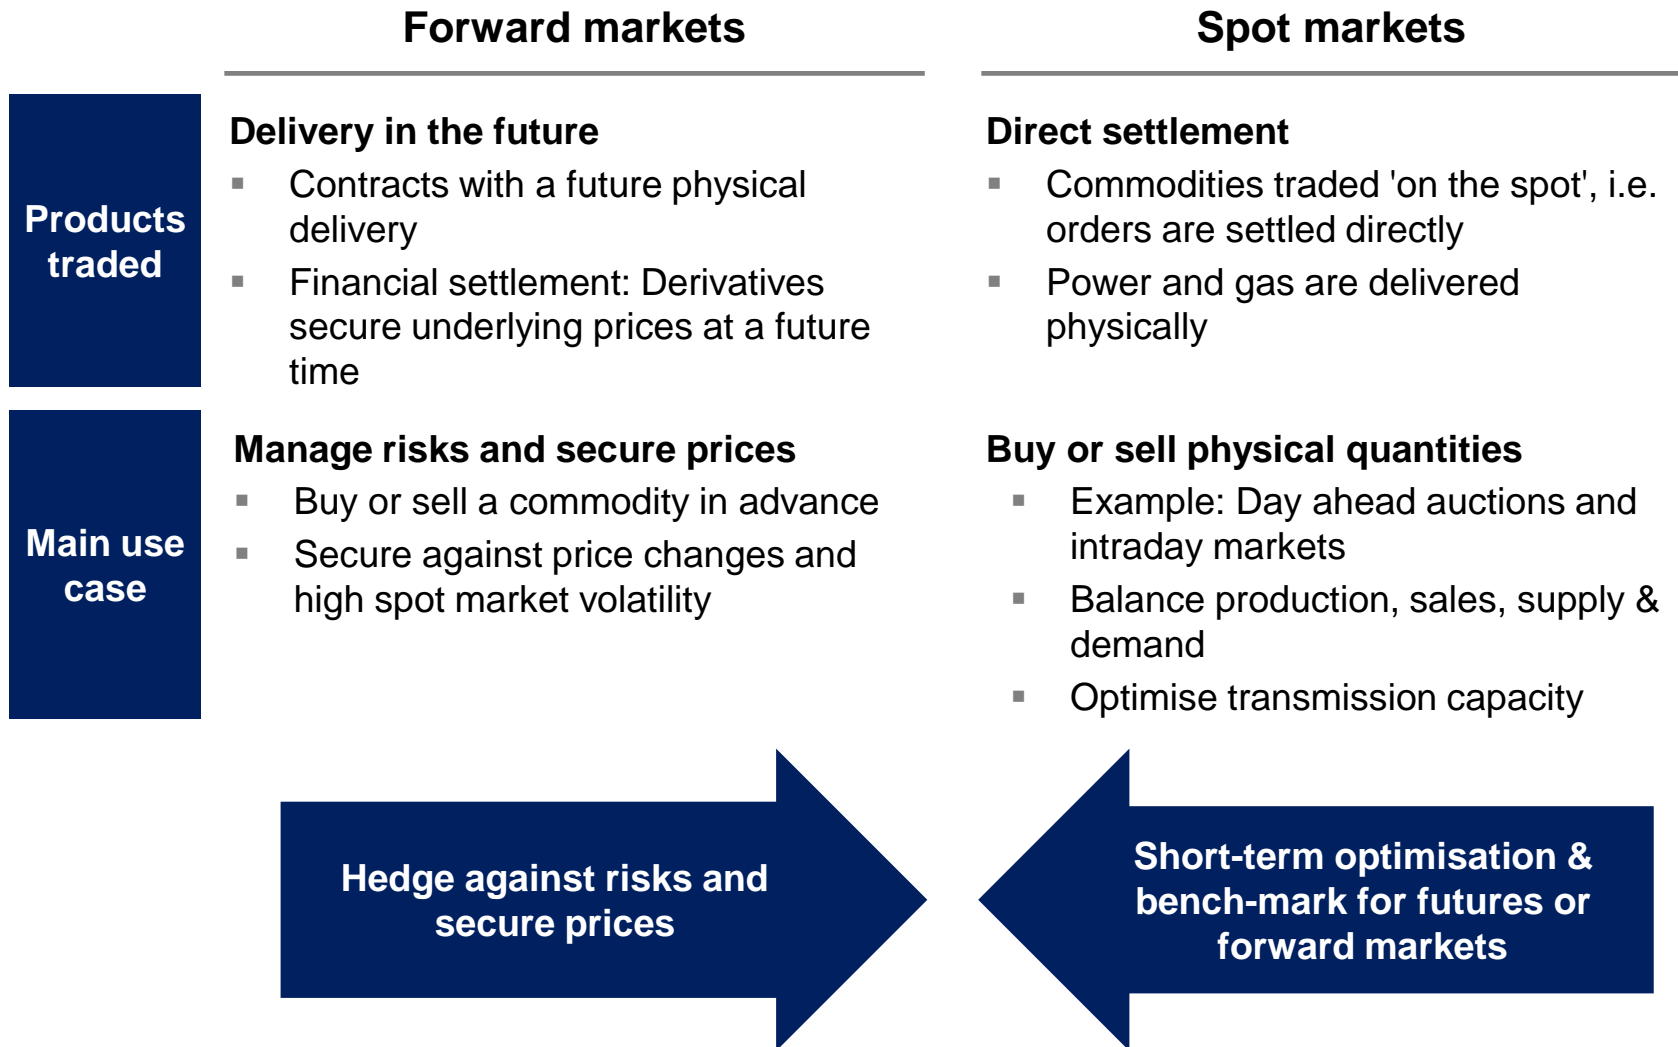 Forward markets
Spot markets
Products
traded
Delivery in the future
▪ Contracts with a future physical
delivery
▪ Financial settlement: Derivatives
secure underlying prices at a future
time
Direct settlement
▪ Commodities traded 'on the spot', i.e.
orders are settled directly
▪ Power and gas are delivered
physically
Main use
case
Manage risks and secure prices
▪ Buy or sell a commodity in advance
▪ Secure against price changes and
high spot market volatility
Buy or sell physical quantities
▪ Example: Day ahead auctions and
intraday markets
▪ Balance production, sales, supply &
demand
▪ Optimise transmission capacity
Hedge against risks and
secure prices
Short-term optimisation &
bench-mark for futures or
forward markets